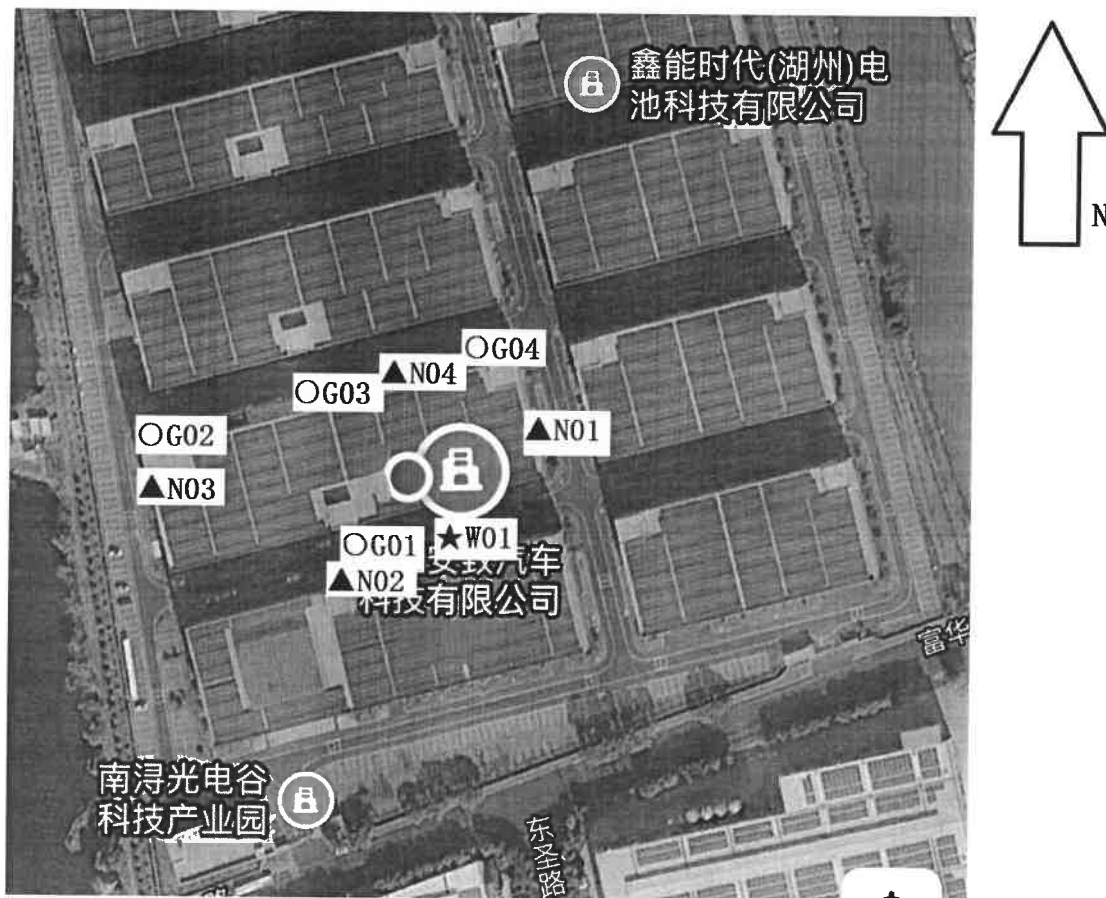 鑫能时代(湖州)电
池科技有限公司
N
○G04
▲N04
○G03
▲N01
○G02
▲N03
★W01
○G01
▲N02
汽车
科技有限公司
富华
南浔光电谷
科技产业园
东圣路